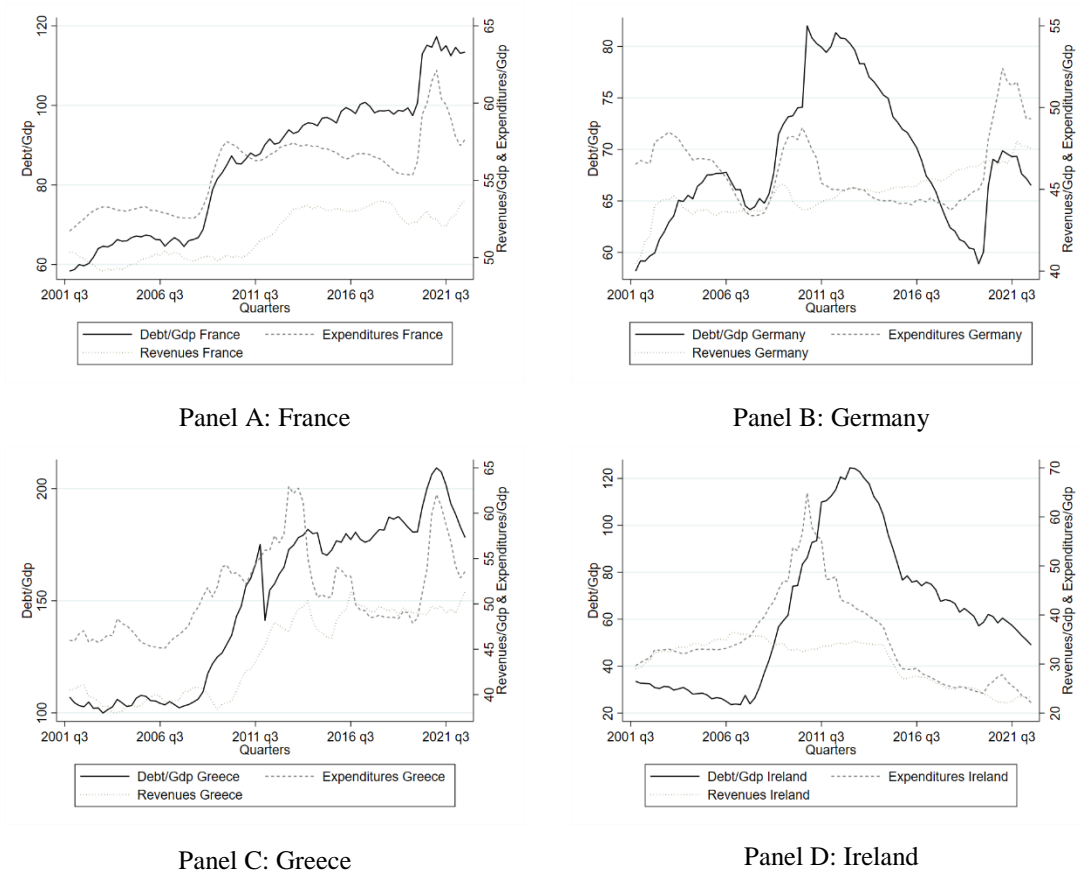 120
100
80
60
Debt/Gdp
65
60
55
50
Revenues/Gdp & Expenditures/Gdp
2001 q3 2006 q3 2011 q3 2016 q3 2021 q3
Quarters
Debt/Gdp France Expenditures France
Revenues France
Panel A: France
80
75
70
65
60
Debt/Gdp
55
50
45
40
Revenues/Gdp & Expenditures/Gdp
2001 q3 2006 q3 2011 q3 2016 q3 2021 q3
Quarters
Debt/Gdp Germany Expenditures Germany
Revenues Germany
Panel B: Germany
200
150
100
Debt/Gdp
65
60
55
50
45
40
Revenues/Gdp & Expenditures/Gdp
2001 q3 2006 q3 2011 q3 2016 q3 2021 q3
Quarters
Debt/Gdp Greece Expenditures Greece
Revenues Greece
Panel C: Greece
120
100
80
60
40
20
Debt/Gdp
70
60
50
40
30
20
Revenues/Gdp & Expenditures/Gdp
2001 q3 2006 q3 2011 q3 2016 q3 2021 q3
Quarters
Debt/Gdp Ireland Expenditures Ireland
Revenues Ireland
Panel D: Ireland